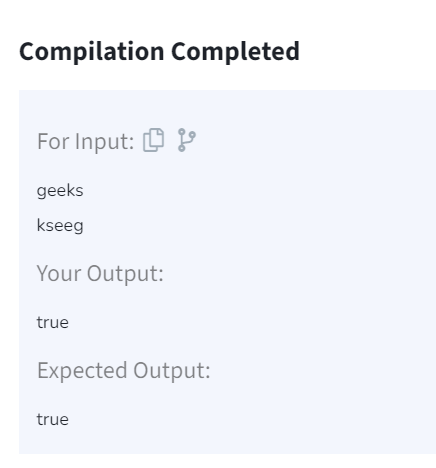 Compilation Completed
For Input:
geeks
kseeg
Your Output:
true
Expected Output:
true